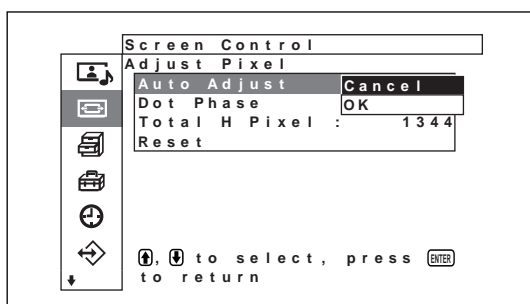 Screen Control
Adjust Pixel
Auto Adjust Cancel
Dot Phase OK
Total H Pixel : 1344
Reset
, to select, press ENTER
to return